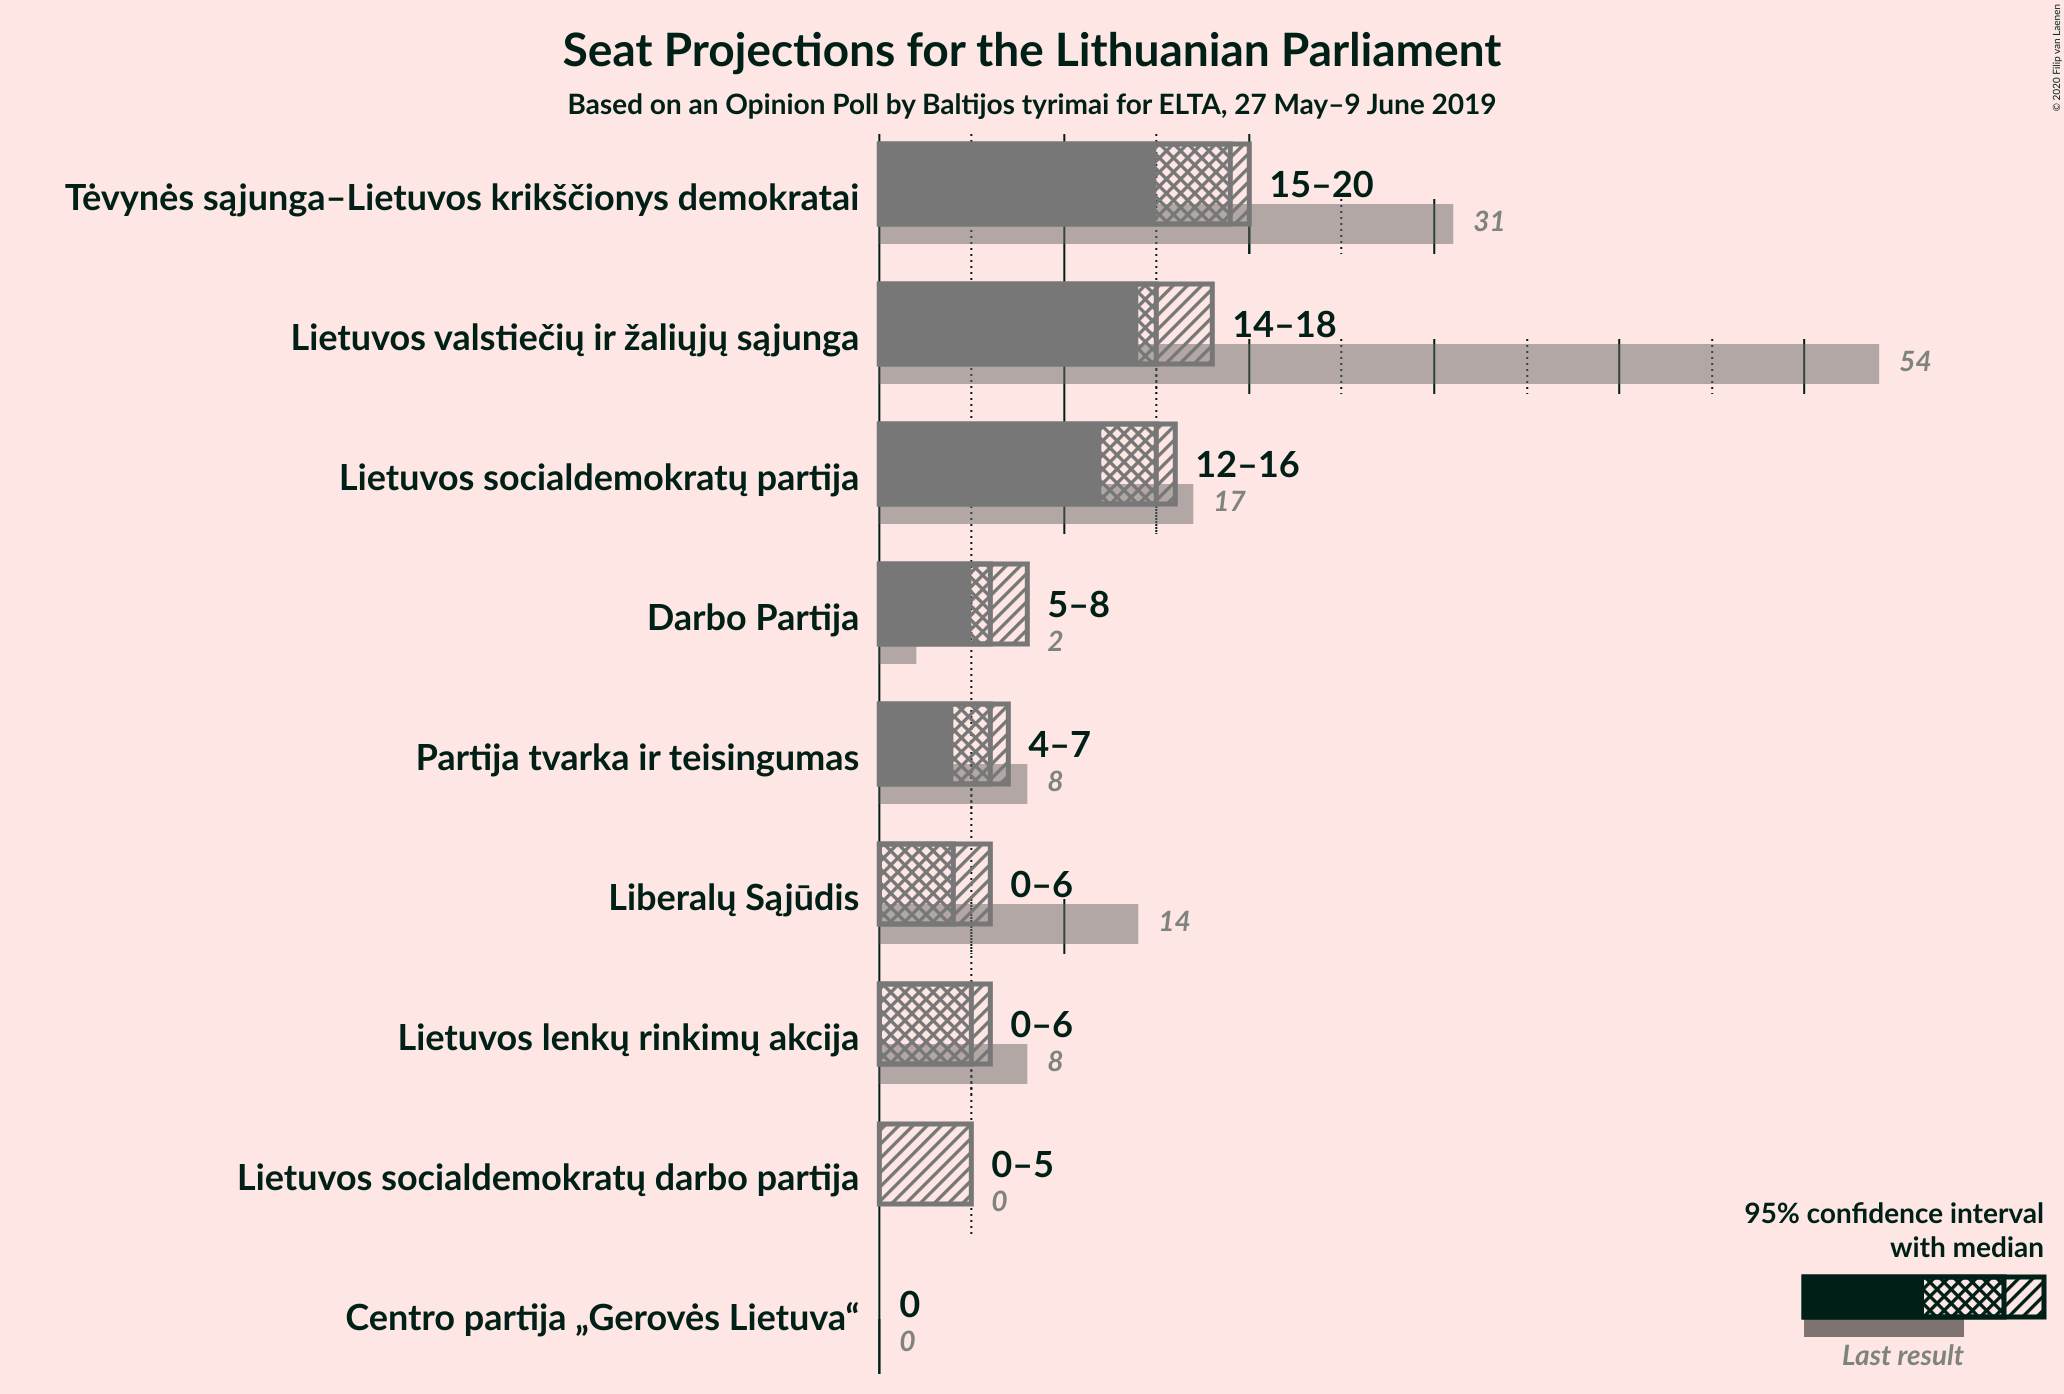 Seat Projections for the Lithuanian Parliament
Based on an Opinion Poll by Baltijos tyrimai for ELTA, 27 May–9 June 2019
© 2020 Filip van Laenen
Tėvynės sąjunga–Lietuvos krikščionys demokratai
15–20
31
Lietuvos valstiečių ir žaliųjų sąjunga
14–18
54
Lietuvos socialdemokratų partija
12–16
17
Darbo Partija
5–8
2
Partija tvarka ir teisingumas
4–7
8
Liberalų Sąjūdis
0–6
14
Lietuvos lenkų rinkimų akcija
0–6
8
Lietuvos socialdemokratų darbo partija
0–5
0
Centro partija „Gerovės Lietuva“
0
0
95% confidence interval
with median
Last result